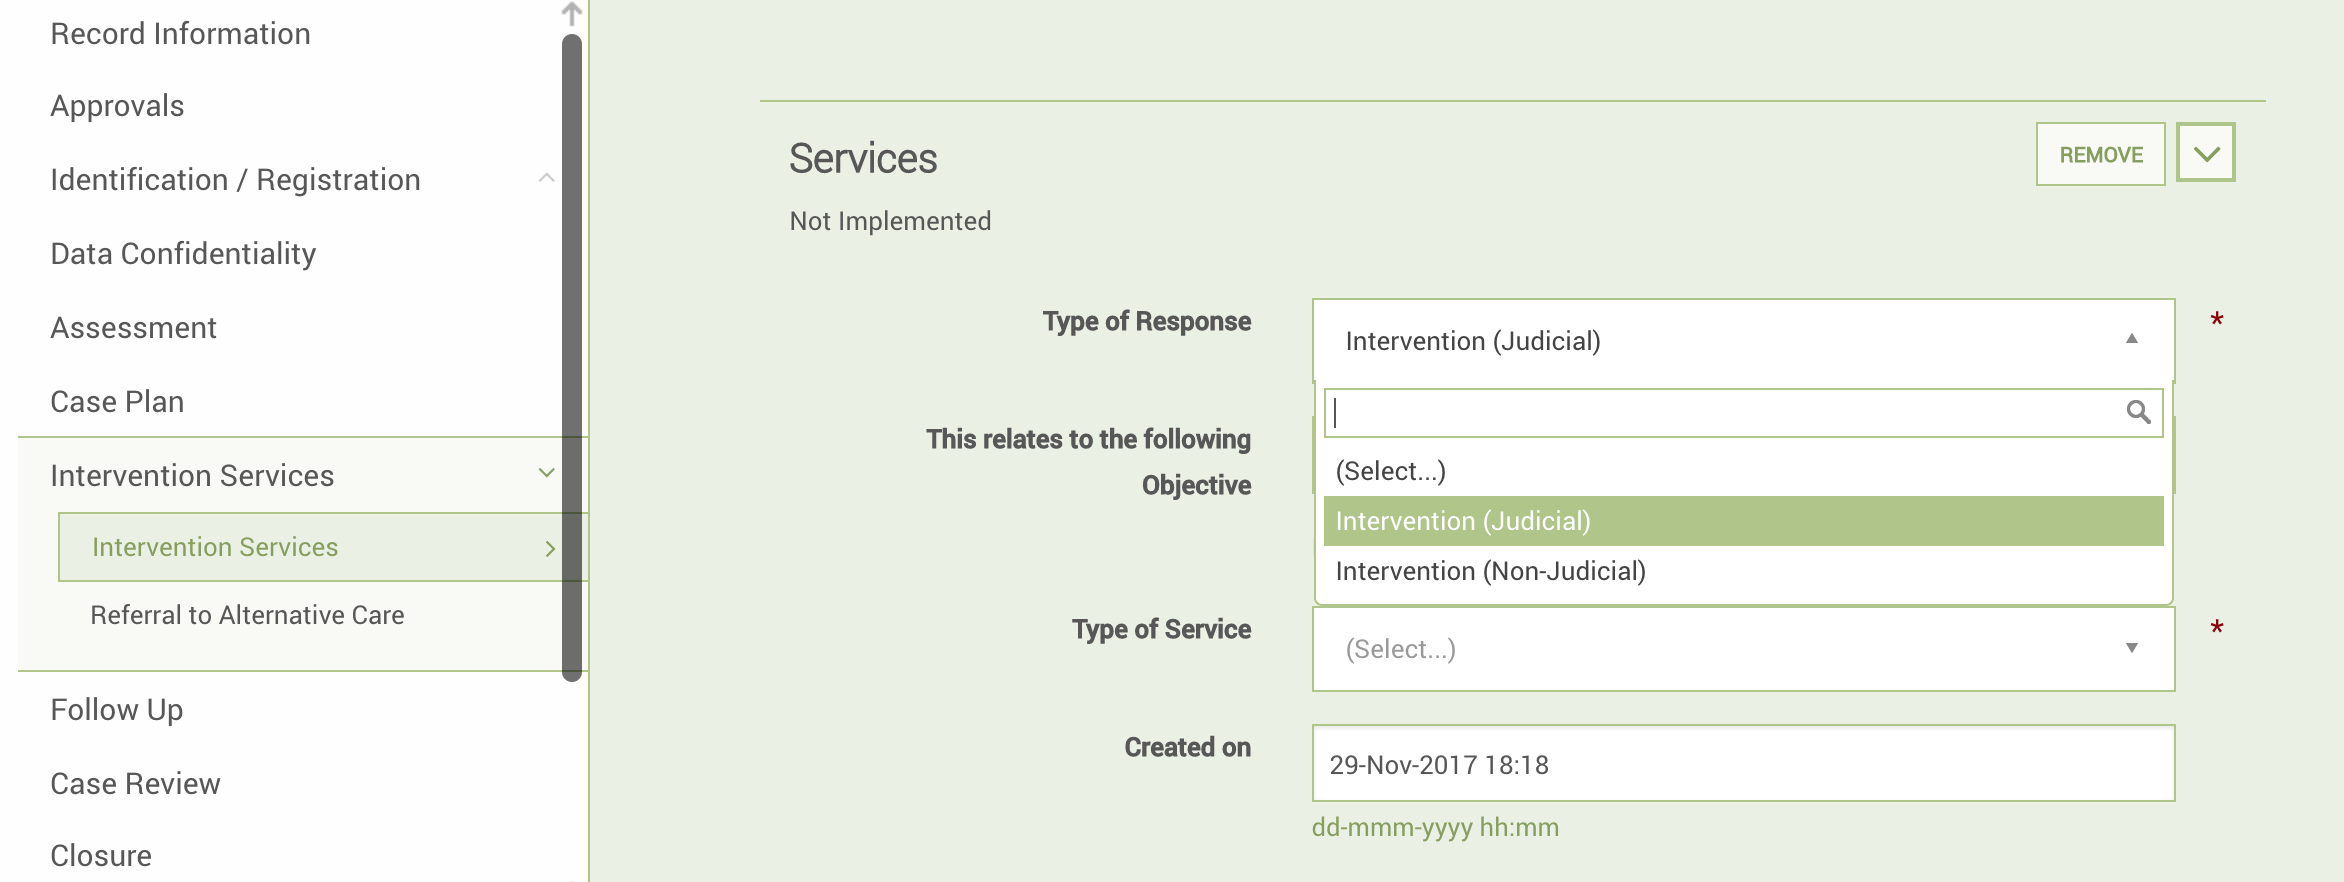 Record Information
Approvals
Identification / Registration
Data Confidentiality
Assessment
Case Plan
Intervention Services
Intervention Services
Referral to Alternative Care
Follow Up
Case Review
Closure
Services
REMOVE
Not Implemented
Type of Response
Intervention (Judicial)
*
This relates to the following
Objective
(Select...)
Intervention (Judicial)
Intervention (Non-Judicial)
Type of Service
(Select...)
*
Created on
29-Nov-2017 18:18
dd-mmm-yyyy hh:mm